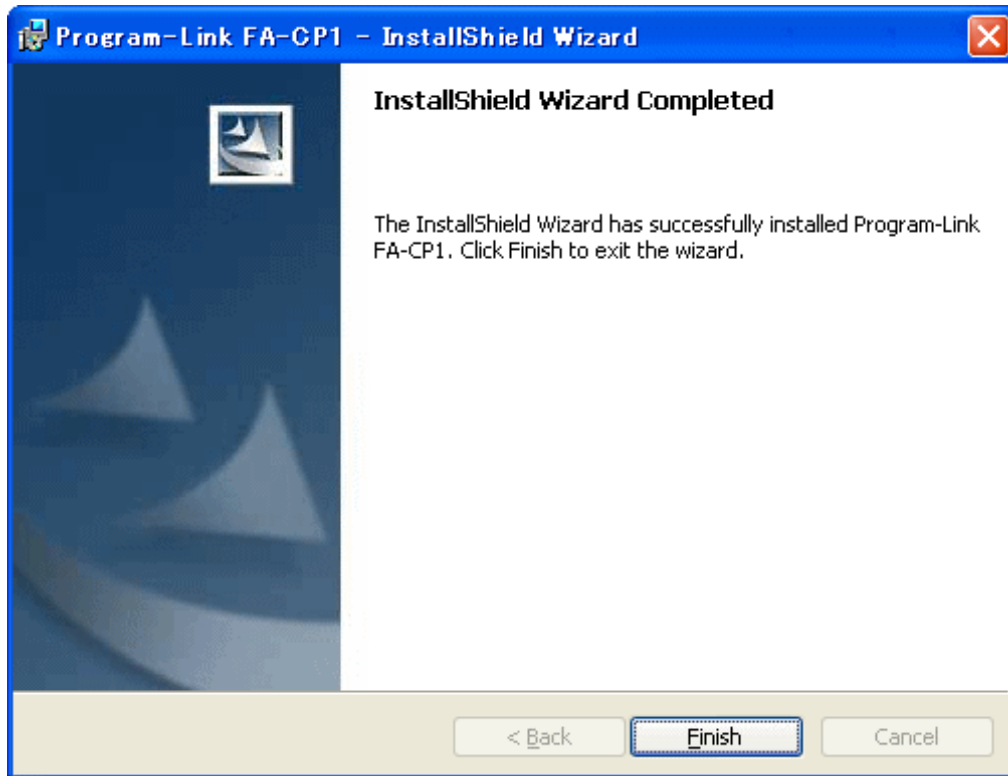 Program-Link FA-CP1 - InstallShield Wizard
InstallShield Wizard Completed
The InstallShield Wizard has successfully installed Program-Link
FA-CP1. Click Finish to exit the wizard.
< Back
Finish
Cancel